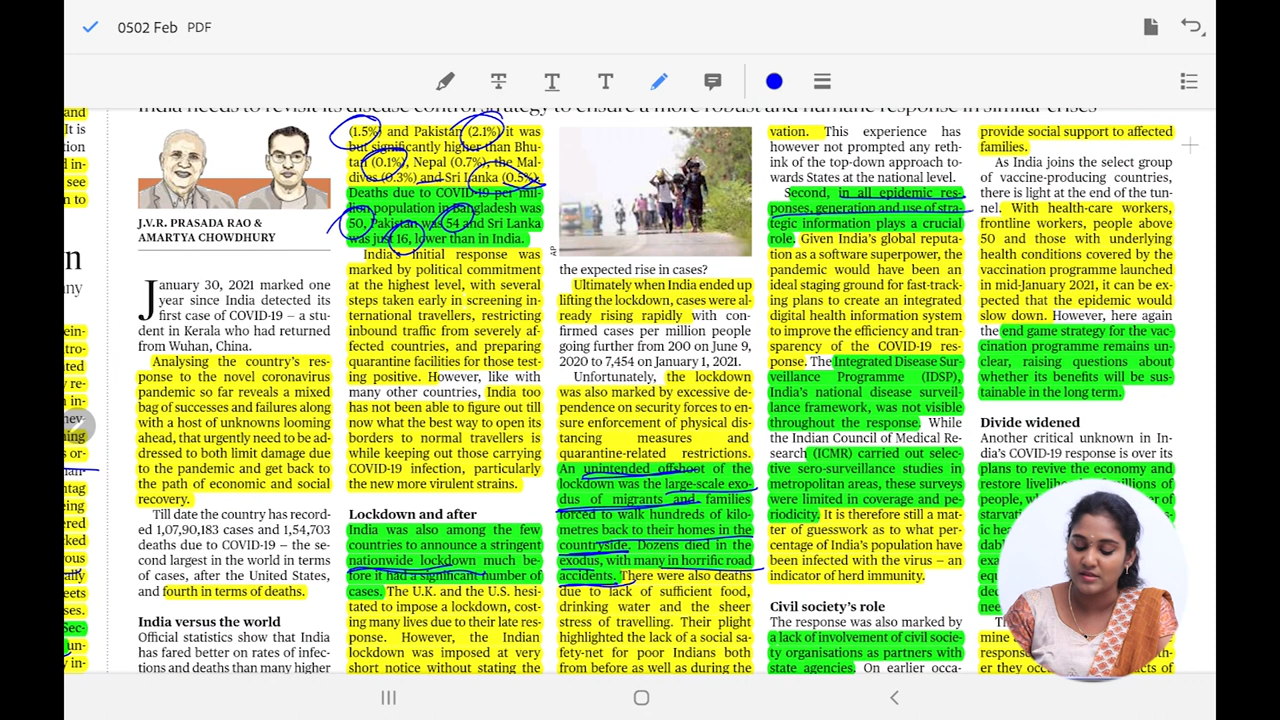 0502 Feb PDF
India needs to revisit its disease control strategy to ensure a more robust and humane response in similar crises
and
It is
see
n to
n
any
J.V.R. PRASADA RAO &
AMARTYA CHOWDHURY
January 30, 2021 marked one
year since India detected its
first case of COVID-19 – a stu-
dent in Kerala who had returned
from Wuhan, China.
Analysing the country's res-
ponse to the novel coronavirus
pandemic so far reveals a mixed
bag of successes and failures along
with a host of unknowns looming
ahead, that urgently need to be ad-
dressed to both limit damage due
to the pandemic and get back to
the path of economic and social
recovery.
Till date the country has record-
ed 1,07,90,183 cases and 1,54,703
deaths due to COVID-19 – the se-
cond largest in the world in terms
of cases, after the United States,
and fourth in terms of deaths.
India versus the world
Official statistics show that India
has fared better on rates of infec-
tions and deaths than many higher
(1.5%) and Pakistan (2.1%) it was
but significantly higher than Bhu-
tan (0.1%), Nepal (0.7%), the Mal-
dives (0.3%) and Sri Lanka (0.5%).
Deaths due to COVID-19 per mil-
lion population in Bangladesh was
50, Pakistan was 54 and Sri Lanka
was just 16, lower than in India.
India's initial response was
marked by political commitment
at the highest level, with several
steps taken early in screening in-
ternational travellers, restricting
inbound traffic from severely af-
fected countries, and preparing
quarantine facilities for those test-
ing positive. However, like with
many other countries, India too
has not been able to figure out till
now what the best way to open its
borders to normal travellers is
while keeping out those carrying
COVID-19 infection, particularly
the new more virulent strains.
Lockdown and after
India was also among the few
countries to announce a stringent
nationwide lockdown much be-
fore it had a significant number of
cases. The U.K. and the U.S. hesi-
tated to impose a lockdown, cost-
ing many lives due to their late res-
ponse. However, the Indian
lockdown was imposed at very
short notice without stating the
AP
the expected rise in cases?
Ultimately when India ended up
lifting the lockdown, cases were al-
ready rising rapidly with con-
firmed cases per million people
going further from 200 on June 9,
2020 to 7,454 on January 1, 2021.
Unfortunately, the lockdown
was also marked by excessive de-
pendence on security forces to en-
sure enforcement of physical dis-
tancing measures and
quarantine-related restrictions.
An unintended offshoot of the
lockdown was the large-scale exo-
dus of migrants and families
forced to walk hundreds of kilo-
metres back to their homes in the
countryside. Dozens died in the
exodus, with many in horrific road
accidents. There were also deaths
due to lack of sufficient food,
drinking water and the sheer
stress of travelling. Their plight
highlighted the lack of a social sa-
fety-net for poor Indians both
from before as well as during the
vation. This experience has
however not prompted any reth-
ink of the top-down approach to-
wards States at the national level.
Second, in all epidemic res-
ponses, generation and use of stra-
tegic information plays a crucial
role. Given India's global reputa-
tion as a software superpower, the
pandemic would have been an
ideal staging ground for fast-track-
ing plans to create an integrated
digital health information system
to improve the efficiency and tran-
sparency of the COVID-19 res-
ponse. The Integrated Disease Sur-
veillance Programme (IDSP),
India's national disease surveil-
lance framework, was not visible
throughout the response. While
the Indian Council of Medical Re-
search (ICMR) carried out selec-
tive sero-surveillance studies in
metropolitan areas, these surveys
were limited in coverage and pe-
riodicity. It is therefore still a mat-
ter of guesswork as to what per-
centage of India's population have
been infected with the virus – an
indicator of herd immunity.
Civil society's role
The response was also marked by
a lack of involvement of civil socie-
ty organisations as partners with
state agencies. On earlier occa-
provide social support to affected
families.
As India joins the select group
of vaccine-producing countries,
there is light at the end of the tun-
nel. With health-care workers,
frontline workers, people above
50 and those with underlying
health conditions covered by the
vaccination programme launched
in mid-January 2021, it can be ex-
pected that the epidemic would
slow down. However, here again
the end game strategy for the vac-
cination programme remains un-
clear, raising questions about
whether its benefits will be sus-
tainable in the long term.
Divide widened
Another critical unknown in In-
dia's COVID-19 response is over its
plans to revive the economy and
restore
people,